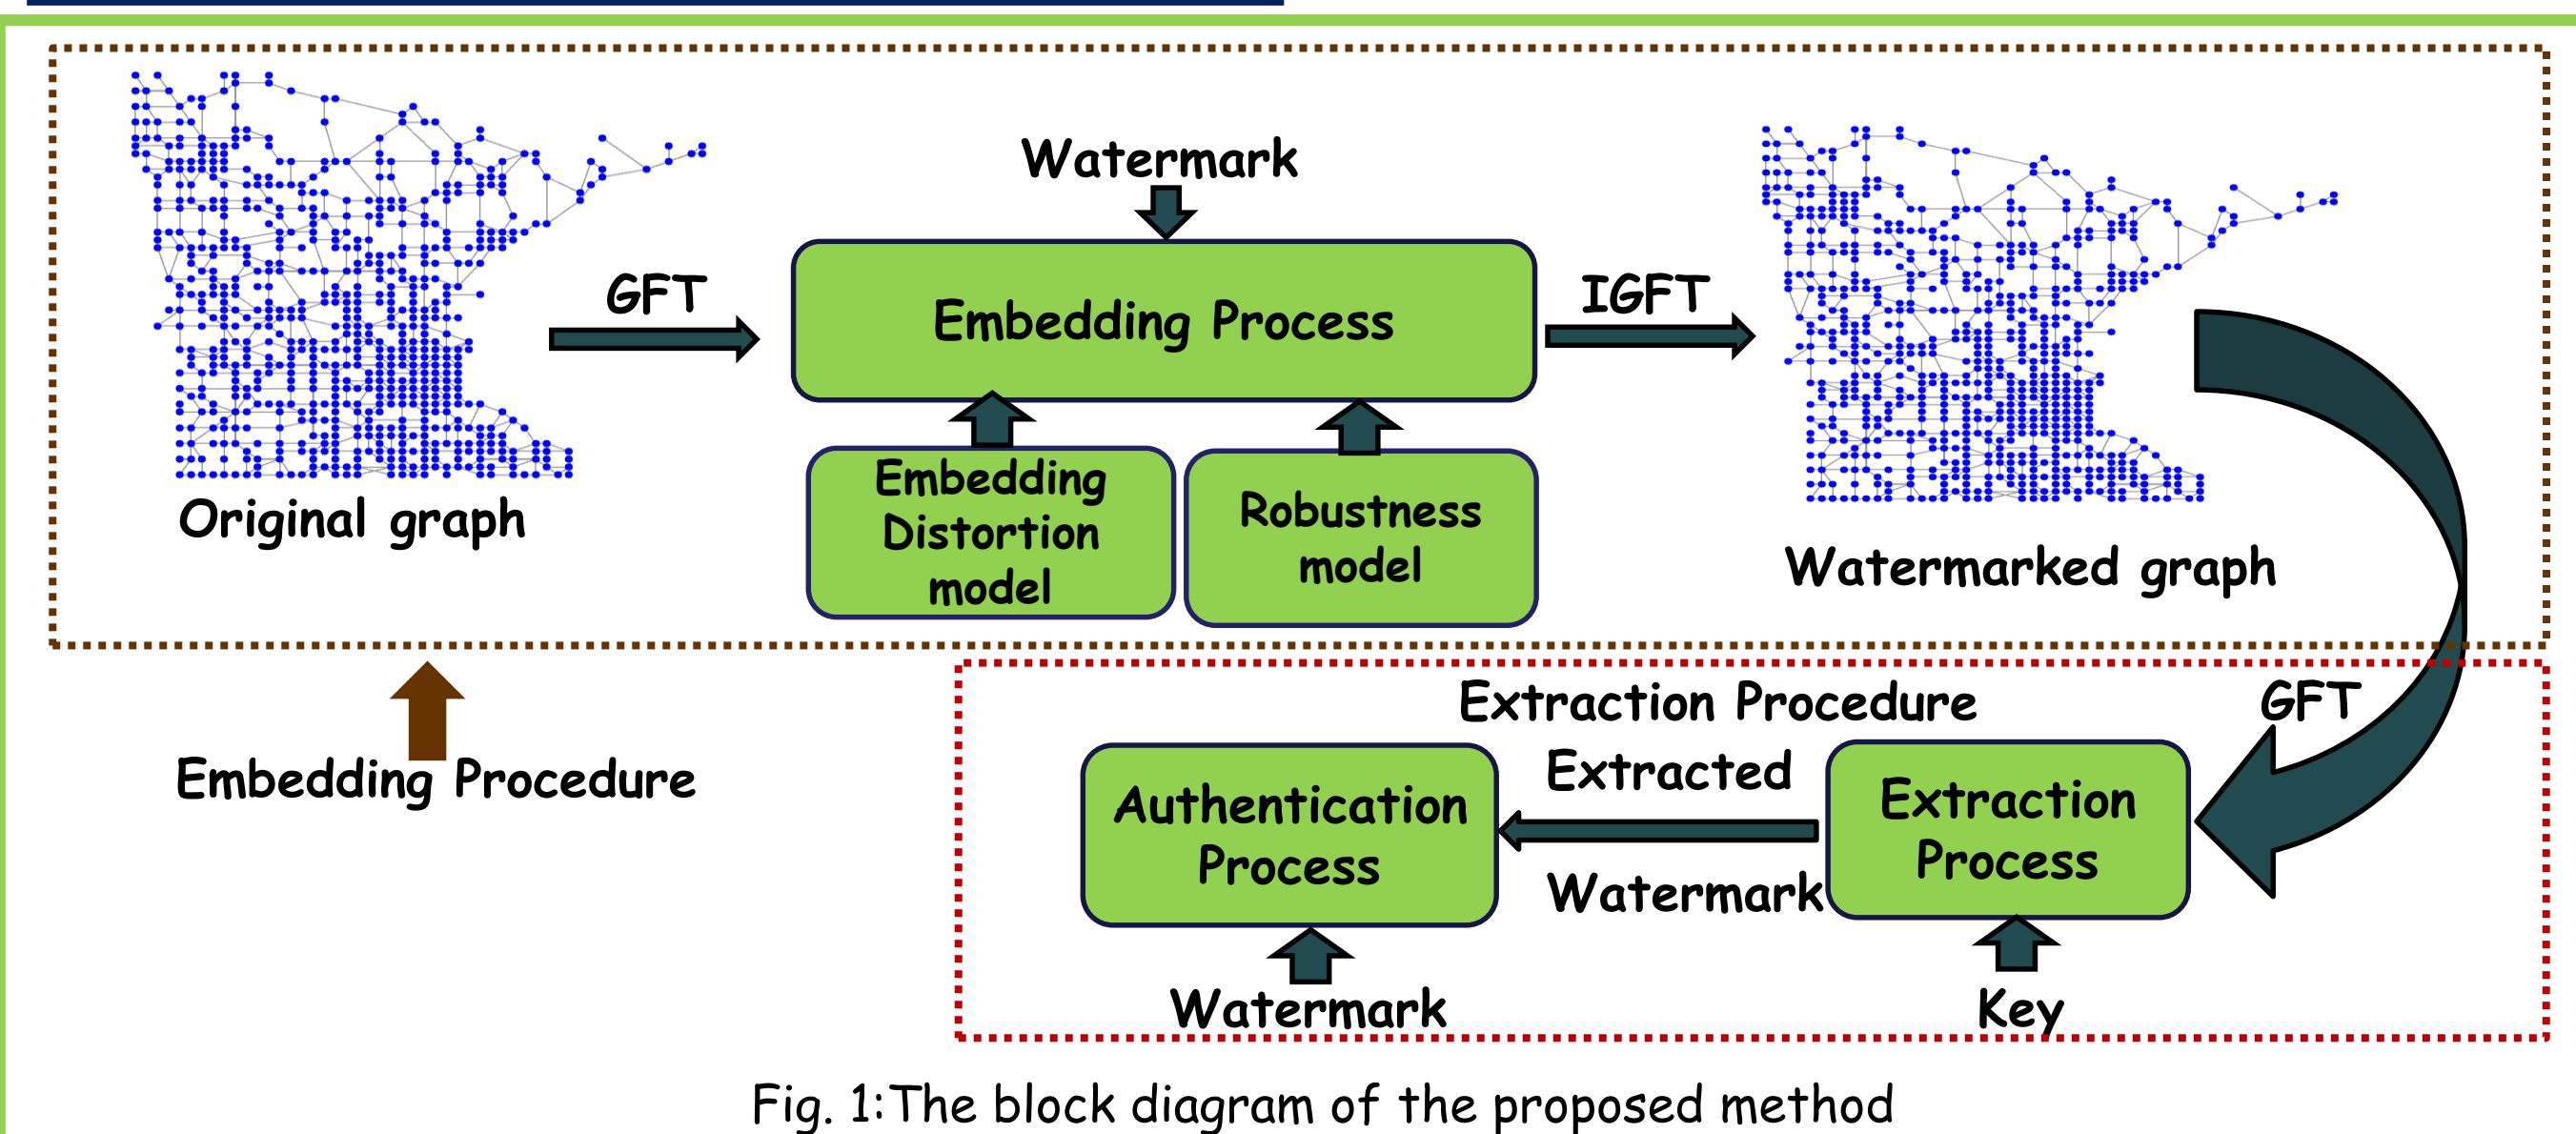 Watermark
GFT
Embedding Process
IGFT
Embedding
Distortion
model
Robustness
model
Original graph
Watermarked graph
Embedding Procedure
Extraction Procedure
GFT
Authentication
Process
Extracted
Watermark
Extraction
Process
Watermark
Key
Fig. 1:The block diagram of the proposed method